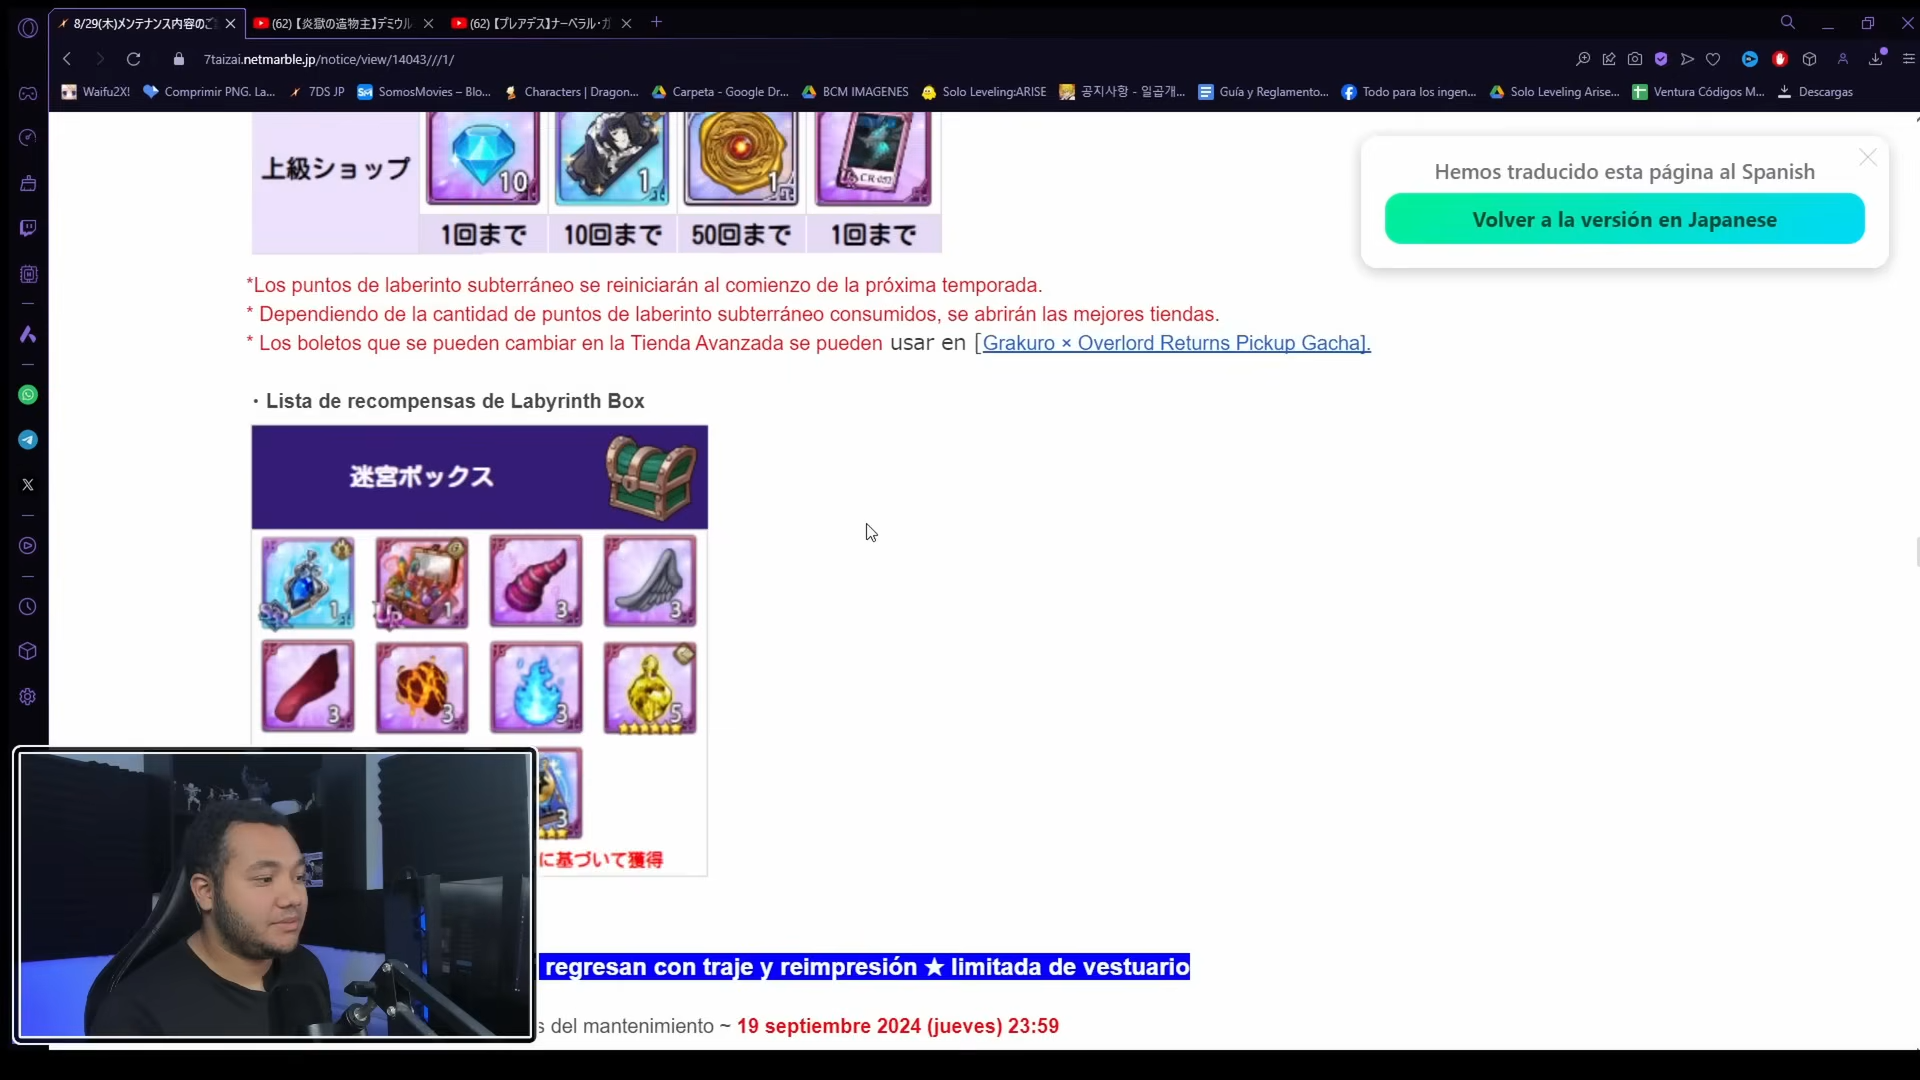 8/29(木)メンテナンス内容のご
(62)【炎獄の造物主】デミウル
(62)【プレアデス】ナーベラル・ガ
7taizai.netmarble.jp/notice/view/14043///1/
Waifu2X!
Comprimir PNG. La...
7DS JP
SomosMovies – Blo...
Characters | Dragon...
Carpeta - Google Dr...
BCM IMAGENES
Solo Leveling:ARISE
공지사항 - 일곱개...
Guía y Reglamento...
Todo para los ingen...
Solo Leveling Arise...
Ventura Códigos M...
Descargas
Hemos traducido esta página al Spanish
Volver a la versión en Japanese
上級ショップ
10
1
1
1回まで
10回まで
50回まで
1回まで
*Los puntos de laberinto subterráneo se reiniciarán al comienzo de la próxima temporada.
* Dependiendo de la cantidad de puntos de laberinto subterráneo consumidos, se abrirán las mejores tiendas.
* Los boletos que se pueden cambiar en la Tienda Avanzada se pueden usar en [Grakuro × Overlord Returns Pickup Gacha].
・Lista de recompensas de Labyrinth Box
迷宮ボックス
SSR 1
UR 1
3
3
3
3
3
5
3
に基づいて獲得
regresan con traje y reimpresión ★ limitada de vestuario
s del mantenimiento ~ 19 septiembre 2024 (jueves) 23:59